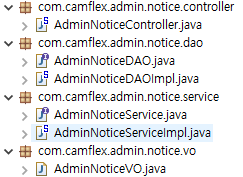 com.camflex.admin.notice.controller
AdminNoticeController.java
com.camflex.admin.notice.dao
AdminNoticeDAO.java
AdminNoticeDAOImpl.java
com.camflex.admin.notice.service
AdminNoticeService.java
AdminNoticeServiceImpl.java
com.camflex.admin.notice.vo
AdminNoticeVO.java